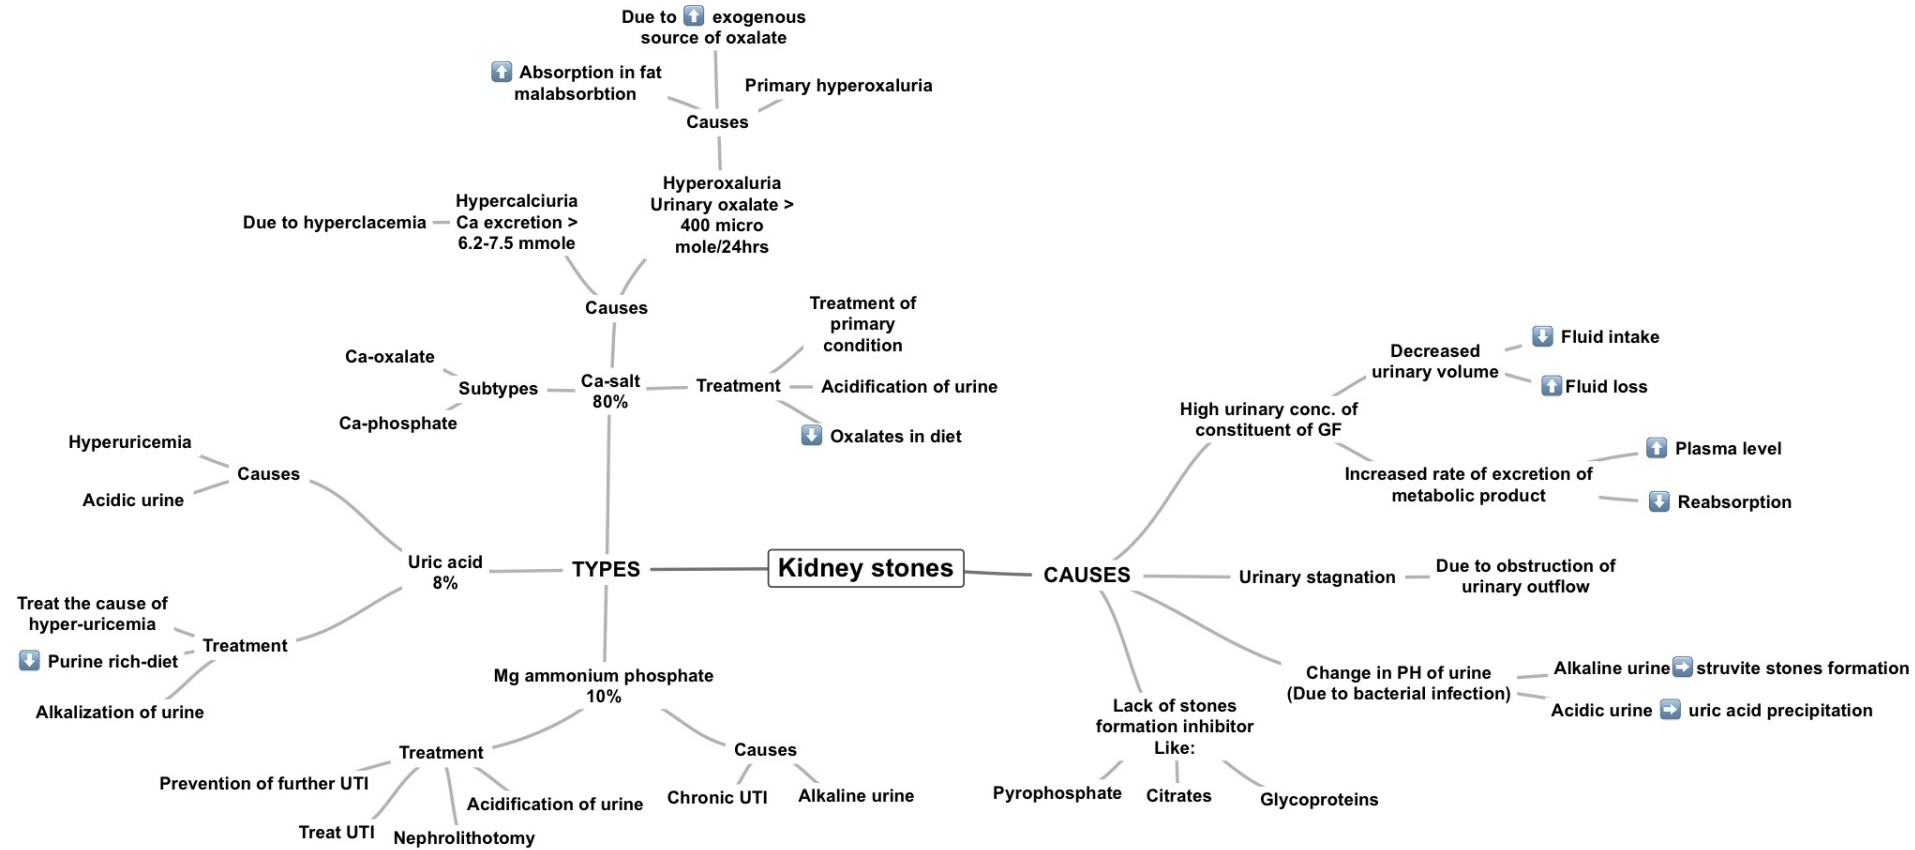 Due to ⬆ exogenous
source of oxalate
⬆ Absorption in fat
malabsorbtion
Primary hyperoxaluria
Causes
Hyperoxaluria
Urinary oxalate >
400 micro
mole/24hrs
Hypercalciuria
Ca excretion >
6.2-7.5 mmole
Due to hyperclacemia
Causes
Treatment of
primary
condition
Ca-oxalate
Subtypes
Ca-salt
80%
Treatment
Acidification of urine
Ca-phosphate
⬇ Oxalates in diet
Hyperuricemia
Causes
Acidic urine
Uric acid
8%
TYPES
Treat the cause of
hyper-uricemia
Treatment
⬇ Purine rich-diet
Alkalization of urine
Mg ammonium phosphate
10%
Treatment
Causes
Prevention of further UTI
Treat UTI
Nephrolithotomy
Acidification of urine
Chronic UTI
Alkaline urine
Kidney stones
CAUSES
High urinary conc. of
constituent of GF
Decreased
urinary volume
⬇ Fluid intake
⬆ Fluid loss
Increased rate of excretion of
metabolic product
⬆ Plasma level
⬇ Reabsorption
Urinary stagnation
Due to obstruction of
urinary outflow
Change in PH of urine
(Due to bacterial infection)
Alkaline urine ➡ struvite stones formation
Acidic urine ➡ uric acid precipitation
Lack of stones
formation inhibitor
Like:
Pyrophosphate
Citrates
Glycoproteins